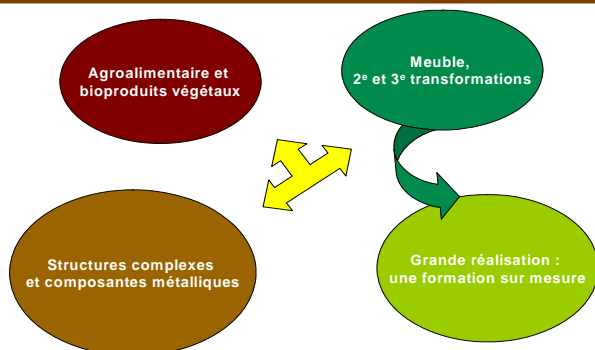 Agroalimentaire et
bioproduits végétaux
Meuble,
2e et 3e transformations
Structures complexes
et composantes métalliques
Grande réalisation :
une formation sur mesure